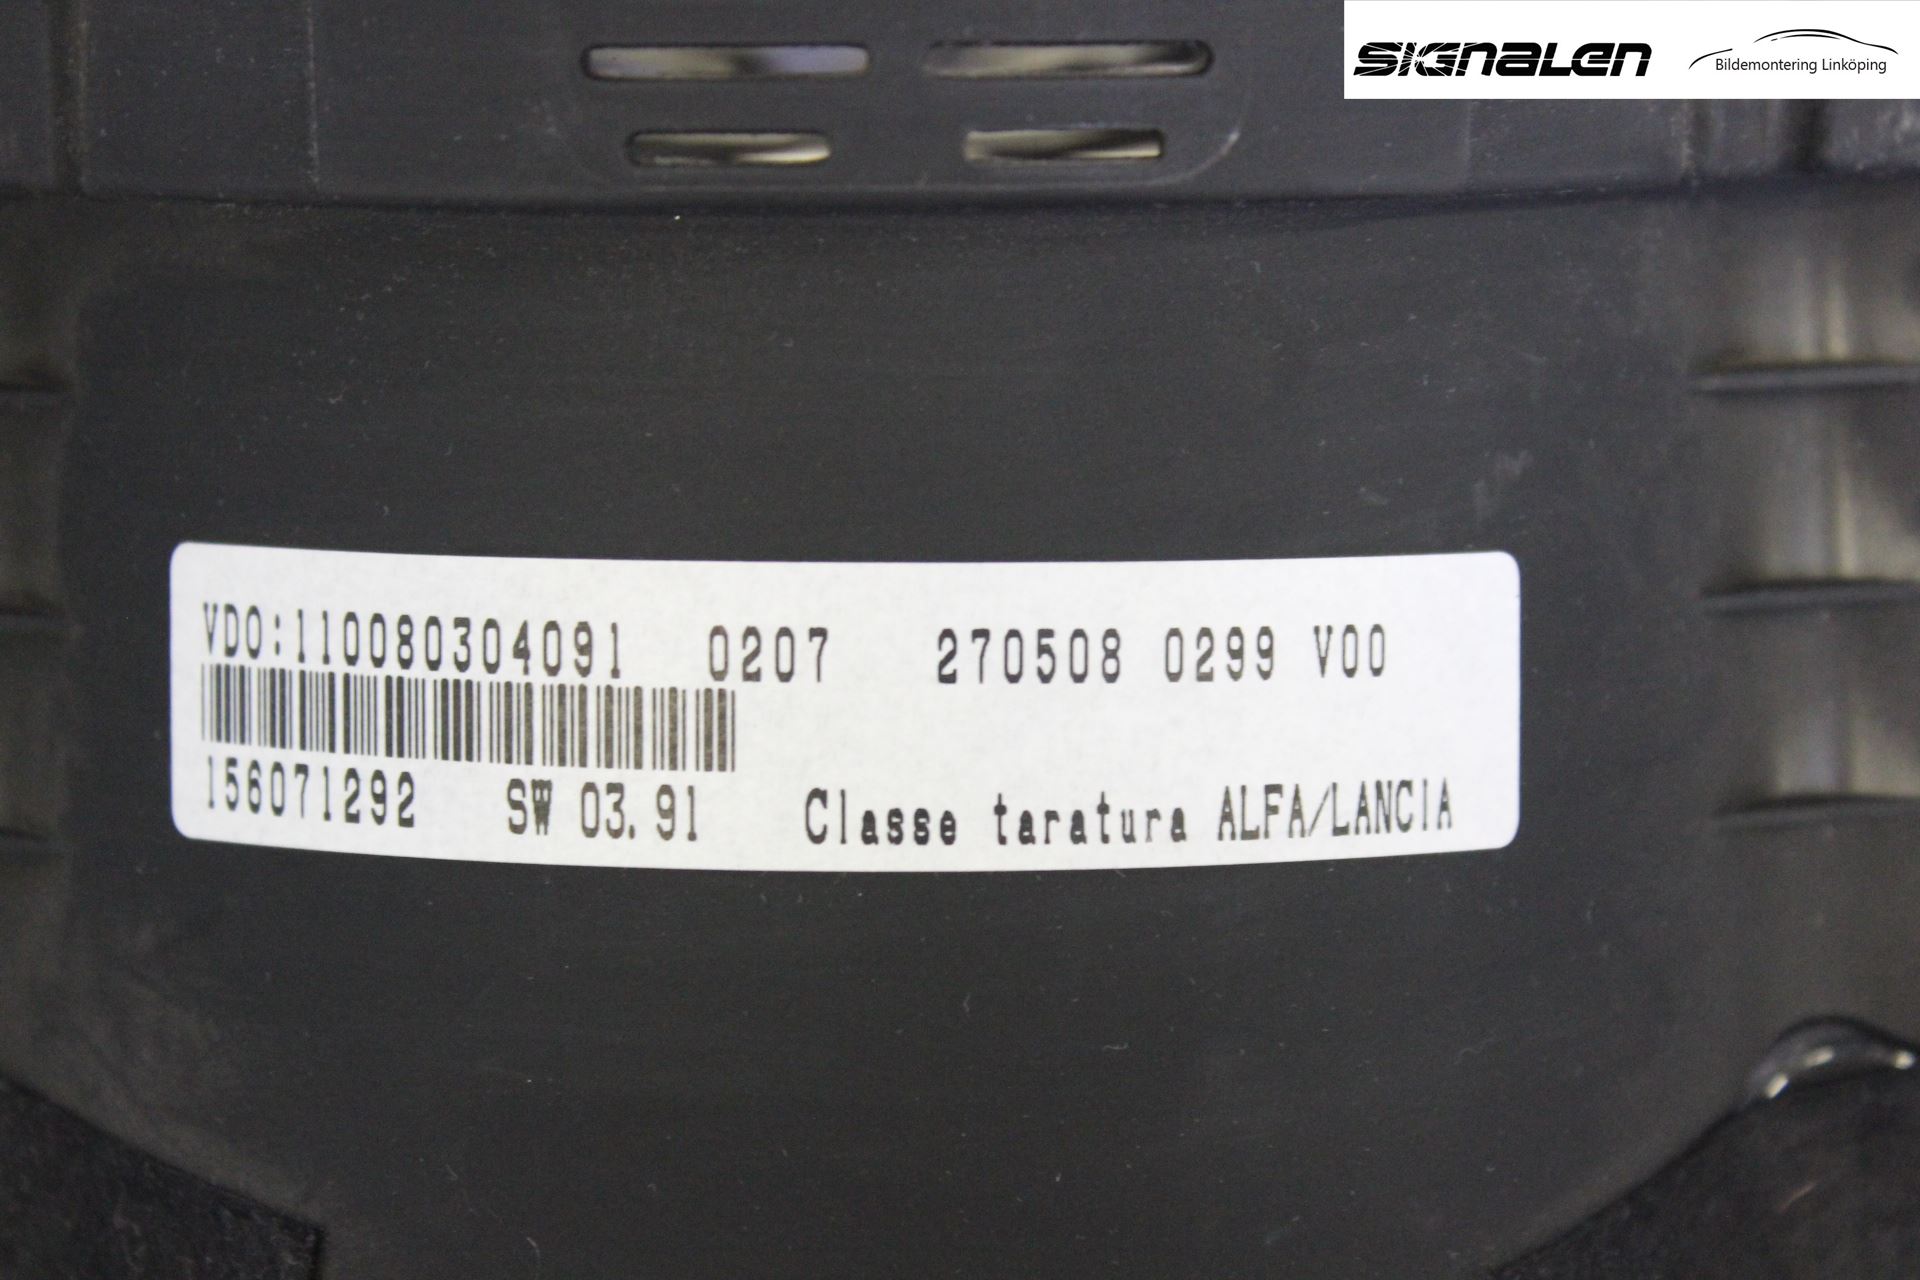 SIGNALEN
Bildemontering Linköping
VDO:110080304091 0207 270508 0299 V00
156071292 SW 03.91 Classe taratura ALFA/LANCIA